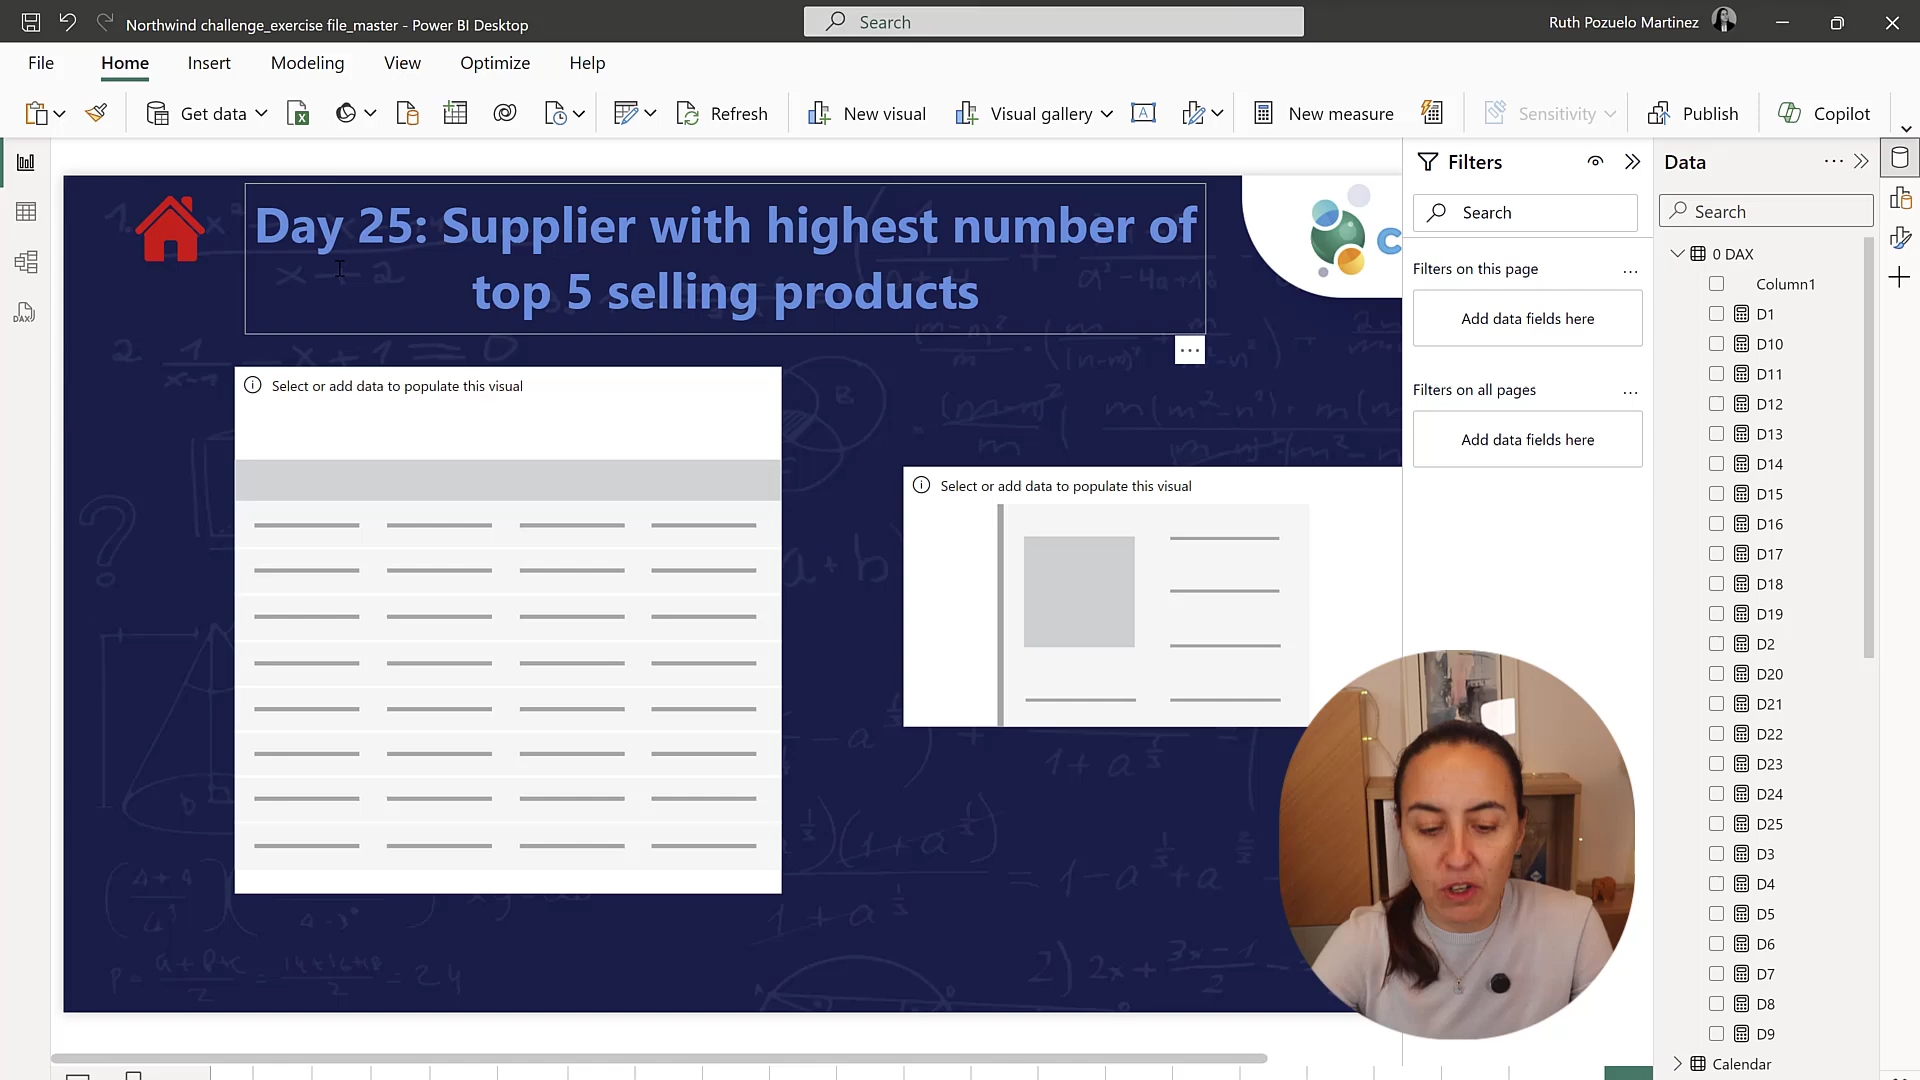 Northwind challenge_exercise file_master - Power BI Desktop
Search
Ruth Pozuelo Martinez
File
Home
Insert
Modeling
View
Optimize
Help
Get data
Refresh
New visual
Visual gallery
New measure
Sensitivity
Publish
Copilot
Day 25: Supplier with highest number of
top 5 selling products
Select or add data to populate this visual
Select or add data to populate this visual
Filters
Search
Filters on this page
Add data fields here
Filters on all pages
Add data fields here
Data
Search
0 DAX
Column1
D1
D10
D11
D12
D13
D14
D15
D16
D17
D18
D19
D2
D20
D21
D22
D23
D24
D25
D3
D4
D5
D6
D7
D8
D9
Calendar
DAX